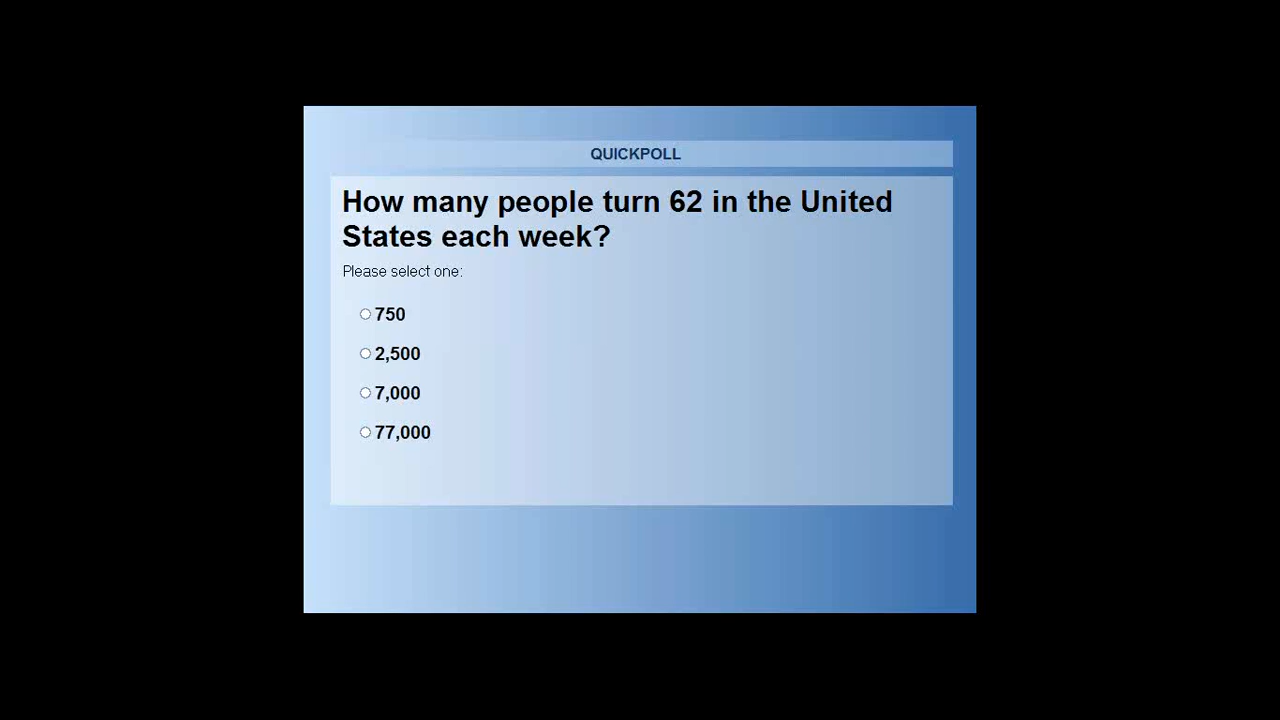 QUICKPOLL
How many people turn 62 in the United
States each week?
Please select one:
750
2,500
7,000
77,000